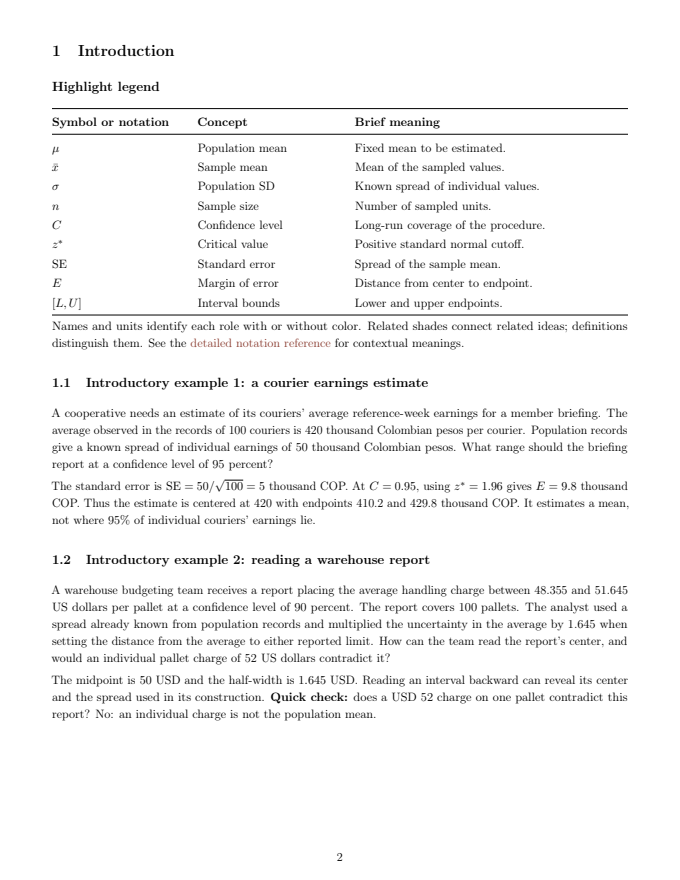 1 Introduction
Highlight legend
Symbol or notation Concept Brief meaning
μ Population mean Fixed mean to be estimated.
x̄ Sample mean Mean of the sampled values.
σ Population SD Known spread of individual values.
n Sample size Number of sampled units.
C Confidence level Long-run coverage of the procedure.
z* Critical value Positive standard normal cutoff.
SE Standard error Spread of the sample mean.
E Margin of error Distance from center to endpoint.
[L, U] Interval bounds Lower and upper endpoints.
Names and units identify each role with or without color. Related shades connect related ideas; definitions
distinguish them. See the detailed notation reference for contextual meanings.
1.1 Introductory example 1: a courier earnings estimate
A cooperative needs an estimate of its couriers' average reference-week earnings for a member briefing. The
average observed in the records of 100 couriers is 420 thousand Colombian pesos per courier. Population records
give a known spread of individual earnings of 50 thousand Colombian pesos. What range should the briefing
report at a confidence level of 95 percent?
The standard error is SE = 50/√100 = 5 thousand COP. At C = 0.95, using z* = 1.96 gives E = 9.8 thousand
COP. Thus the estimate is centered at 420 with endpoints 410.2 and 429.8 thousand COP. It estimates a mean,
not where 95% of individual couriers' earnings lie.
1.2 Introductory example 2: reading a warehouse report
A warehouse budgeting team receives a report placing the average handling charge between 48.355 and 51.645
US dollars per pallet at a confidence level of 90 percent. The report covers 100 pallets. The analyst used a
spread already known from population records and multiplied the uncertainty in the average by 1.645 when
setting the distance from the average to either reported limit. How can the team read the report's center, and
would an individual pallet charge of 52 US dollars contradict it?
The midpoint is 50 USD and the half-width is 1.645 USD. Reading an interval backward can reveal its center
and the spread used in its construction. Quick check: does a USD 52 charge on one pallet contradict this
report? No: an individual charge is not the population mean.
2